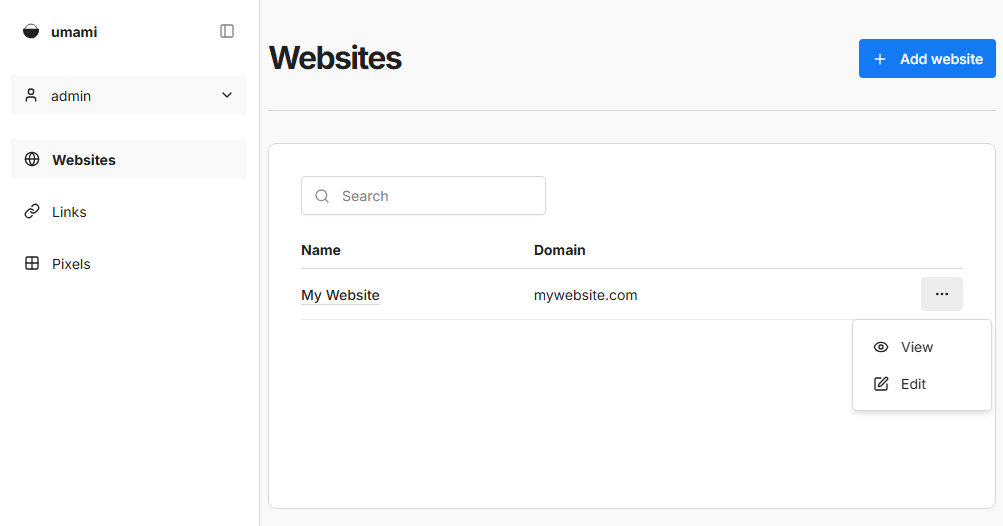 umami
admin
Websites
Links
Pixels
Websites
Add website
Search
Name Domain
My Website mywebsite.com
View
Edit